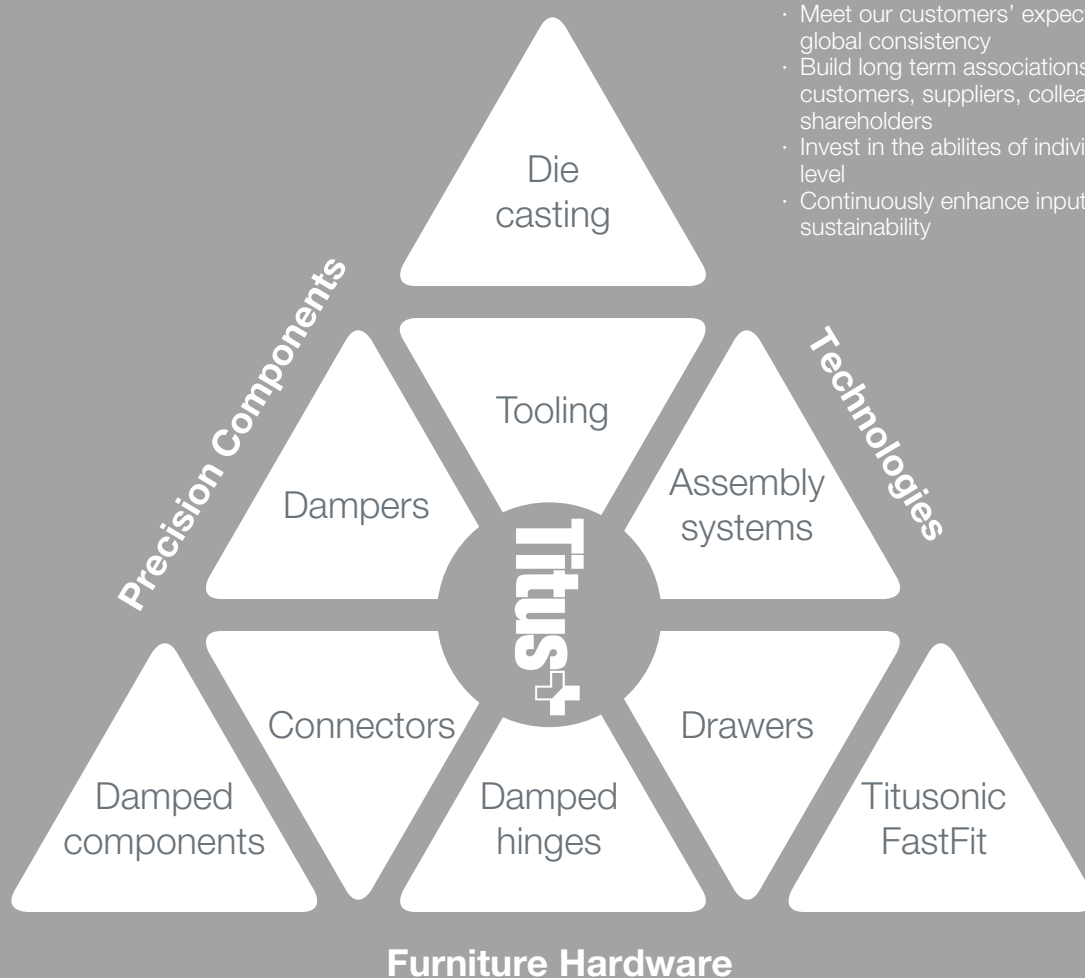 · Meet our customers’ expec
global consistency
· Build long term associations
customers, suppliers, collea
shareholders
· Invest in the abilites of indivi
level
· Continuously enhance input
sustainability
Die
casting
Precision Components
Technologies
Tooling
Dampers
Assembly
systems
Titus+
Connectors
Drawers
Damped
components
Damped
hinges
Titusonic
FastFit
Furniture Hardware